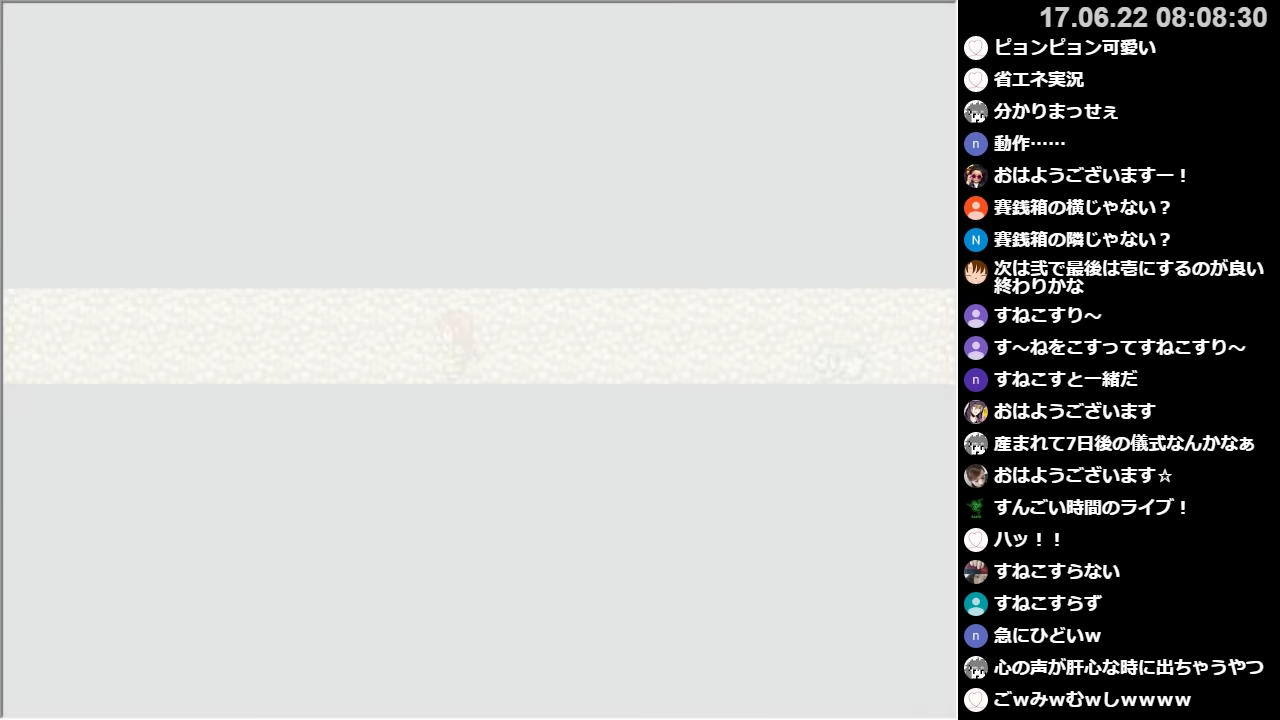 17.06.22 08:08:30
ピョンピョン可愛い
省エネ実況
分かりまっせぇ
n 動作……
おはようございますー！
賽銭箱の横じゃない？
N 賽銭箱の隣じゃない？
次は弐で最後は壱にするのが良い
終わりかな
すねこすり～
す～ねをこすってすねこすり～
n すねこすと一緒だ
おはようございます
産まれて7日後の儀式なんかなぁ
おはようございます☆
すんごい時間のライブ！
ハッ！！
すねこすらない
すねこすらず
n 急にひどいw
心の声が肝心な時に出ちゃうやつ
ごwみwむwしwwww